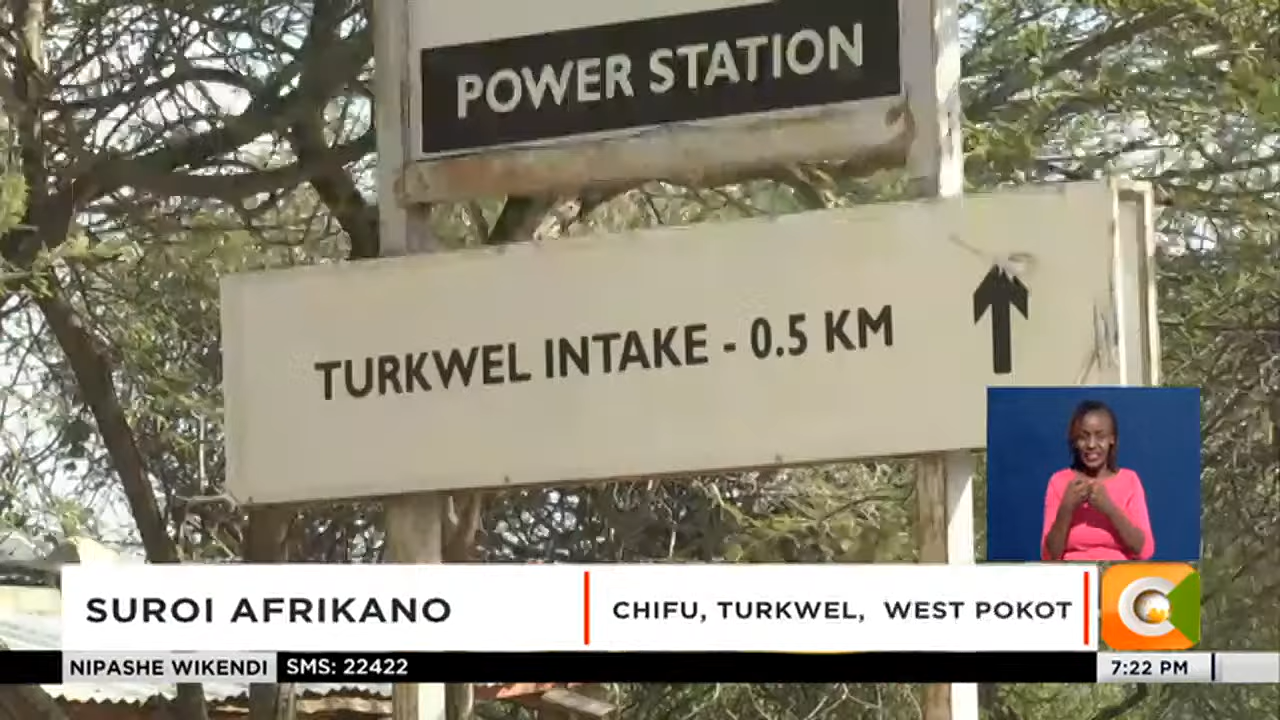 POWER STATION
TURKWEL INTAKE - 0.5 KM
SUROI AFRIKANO
CHIFU, TURKWEL, WEST POKOT
NIPASHE WIKENDI
SMS: 22422
7:22 PM